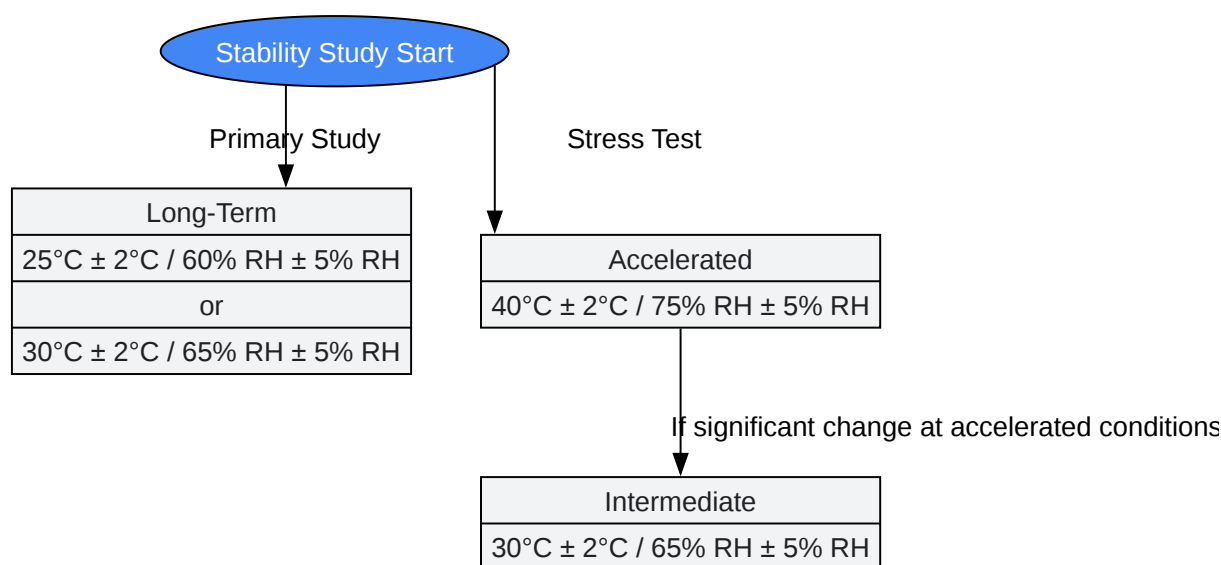 Stability Study Start
Primary Study
Stress Test
Long-Term
25°C ± 2°C / 60% RH ± 5% RH
or
30°C ± 2°C / 65% RH ± 5% RH
Accelerated
40°C ± 2°C / 75% RH ± 5% RH
If significant change at accelerated conditions
Intermediate
30°C ± 2°C / 65% RH ± 5% RH